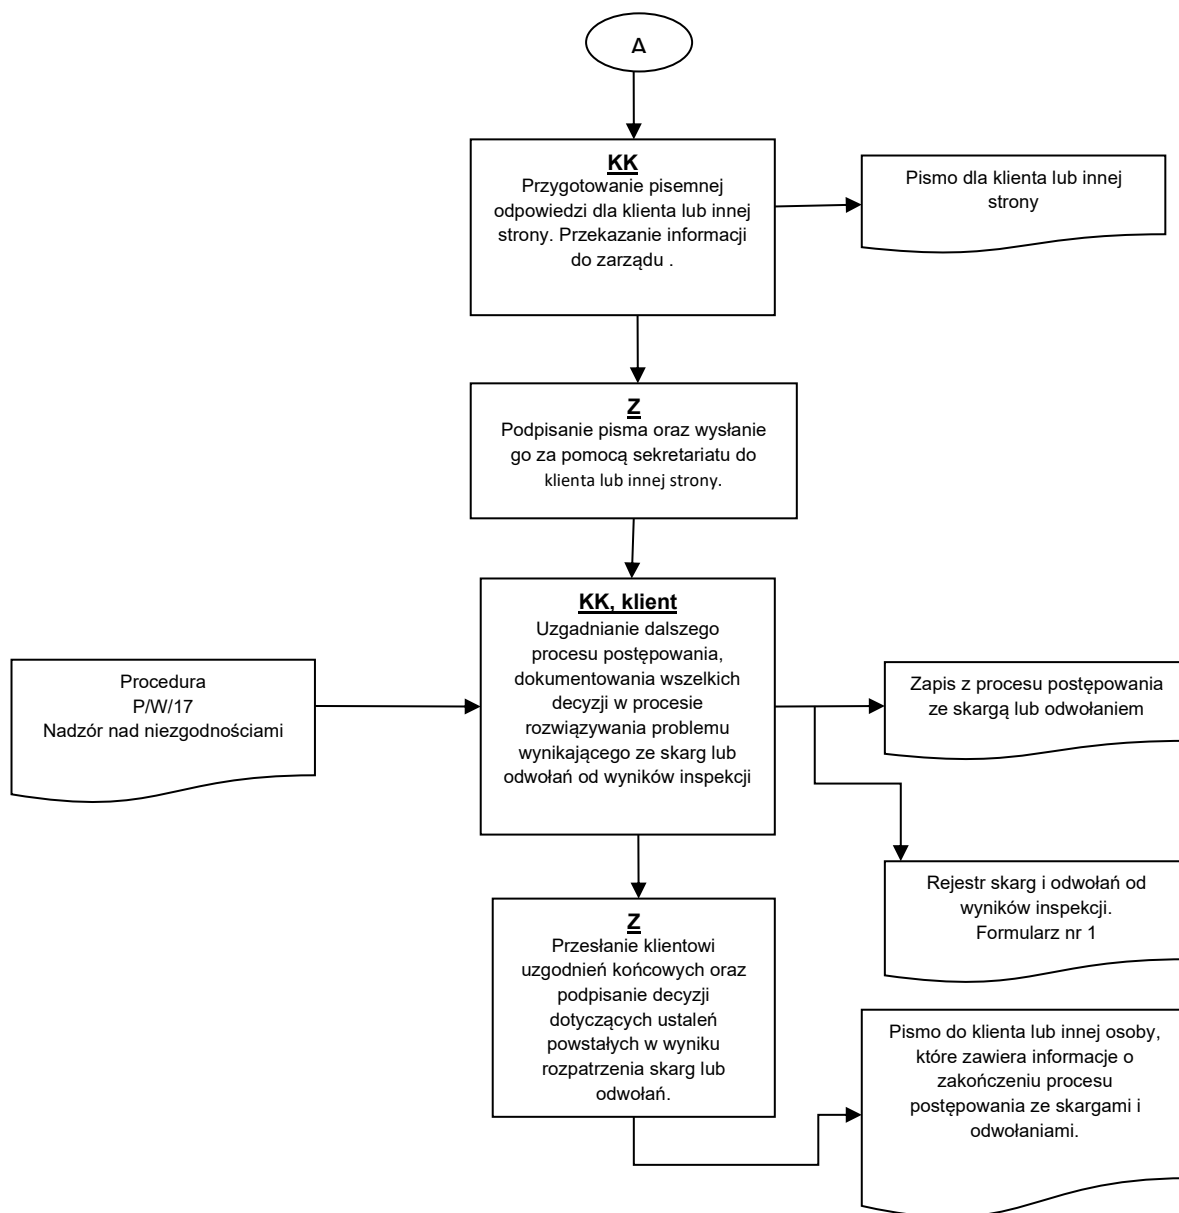 A
KK
Przygotowanie pisemnej
odpowiedzi dla klienta lub innej
strony. Przekazanie informacji
do zarządu .
Pismo dla klienta lub innej
strony
Z
Podpisanie pisma oraz wysłanie
go za pomocą sekretariatu do
klienta lub innej strony.
KK, klient
Uzgadnianie dalszego
procesu postępowania,
dokumentowania wszelkich
decyzji w procesie
rozwiązywania problemu
wynikającego ze skarg lub
odwołań od wyników inspekcji
Procedura
P/W/17
Nadzór nad niezgodnościami
Zapis z procesu postępowania
ze skargą lub odwołaniem
Rejestr skarg i odwołań od
wyników inspekcji.
Formularz nr 1
Z
Przesłanie klientowi
uzgodnień końcowych oraz
podpisanie decyzji
dotyczących ustaleń
powstałych w wyniku
rozpatrzenia skarg lub
odwołań.
Pismo do klienta lub innej osoby,
które zawiera informacje o
zakończeniu procesu
postępowania ze skargami i
odwołaniami.